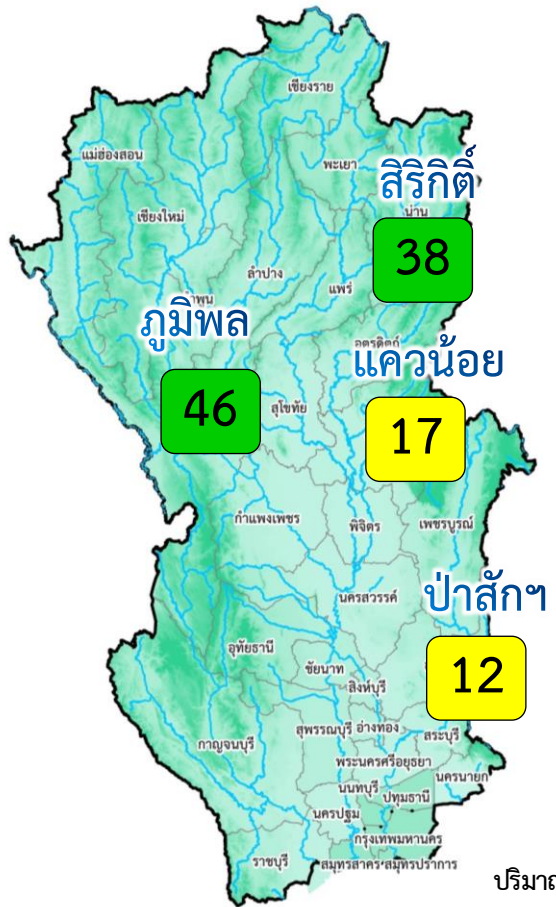 เชียงราย
แม่ฮ่องสอน
พะเยา
สิริกิติ์
น่าน
เชียงใหม่
38
ลำปาง
แพร่
ลำพูน
ภูมิพล
อุตรดิตถ์
แควน้อย
46
สุโขทัย
17
กำแพงเพชร
พิจิตร
เพชรบูรณ์
นครสวรรค์
ป่าสักฯ
อุทัยธานี
ชัยนาท
12
สิงห์บุรี
สุพรรณบุรี อ่างทอง
สระบุรี
กาญจนบุรี
พระนครศรีอยุธยา
นครนายก
นนทบุรี
ปทุมธานี
นครปฐม
กรุงเทพมหานคร
ราชบุรี
สมุทรสาคร สมุทรปราการ